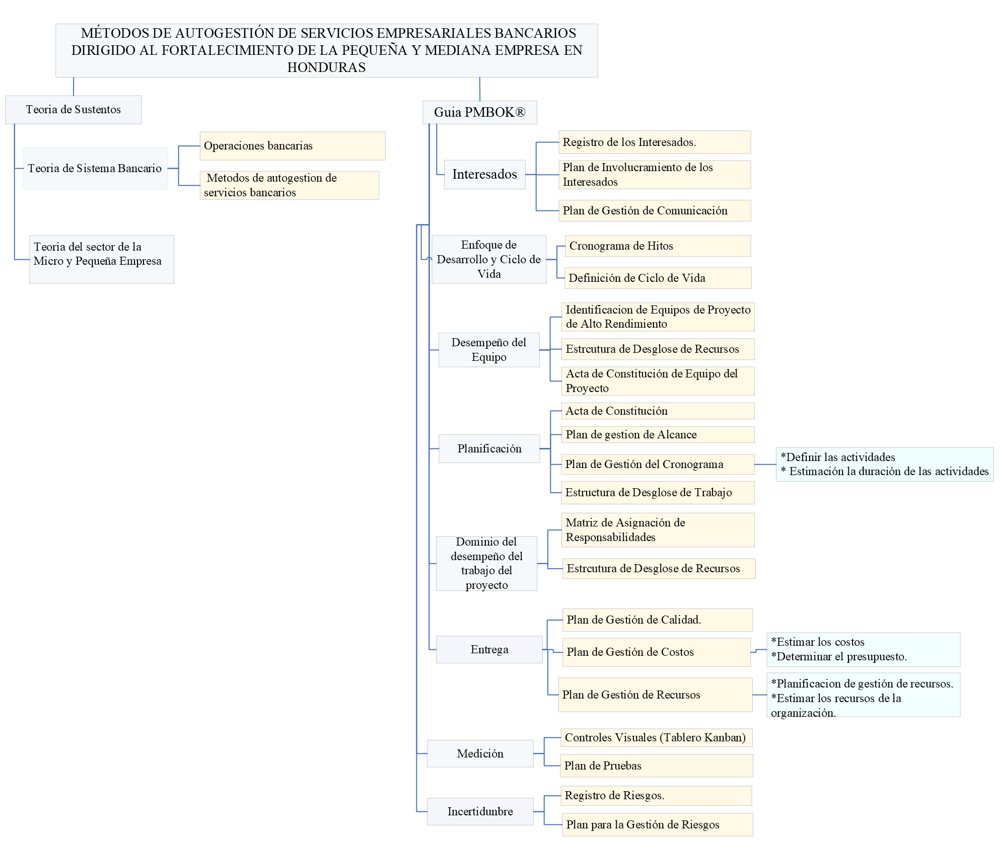 MÉTODOS DE AUTOGESTIÓN DE SERVICIOS EMPRESARIALES BANCARIOS
DIRIGIDO AL FORTALECIMIENTO DE LA PEQUEÑA Y MEDIANA EMPRESA EN
HONDURAS
Teoria de Sustentos
Teoria de Sistema Bancario
Operaciones bancarias
Metodos de autogestion de
servicios bancarios
Teoria del sector de la
Micro y Pequeña Empresa
Guia PMBOK®
Interesados
Registro de los Interesados.
Plan de Involucramiento de los
Interesados
Plan de Gestión de Comunicación
Enfoque de
Desarrollo y Ciclo de
Vida
Cronograma de Hitos
Definición de Ciclo de Vida
Desempeño del
Equipo
Identificacion de Equipos de Proyecto
de Alto Rendimiento
Estrcutura de Desglose de Recursos
Acta de Constitución de Equipo del
Proyecto
Planificación
Acta de Constitución
Plan de gestion de Alcance
Plan de Gestión del Cronograma
*Definir las actividades
* Estimación la duración de las actividades
Estructura de Desglose de Trabajo
Dominio del
desempeño del
trabajo del
proyecto
Matriz de Asignación de
Responsabilidades
Estrcutura de Desglose de Recursos
Entrega
Plan de Gestión de Calidad.
Plan de Gestión de Costos
*Estimar los costos
*Determinar el presupuesto.
Plan de Gestión de Recursos
*Planificacion de gestión de recursos.
*Estimar los recursos de la
organización.
Medición
Controles Visuales (Tablero Kanban)
Plan de Pruebas
Incertidunbre
Registro de Riesgos.
Plan para la Gestión de Riesgos